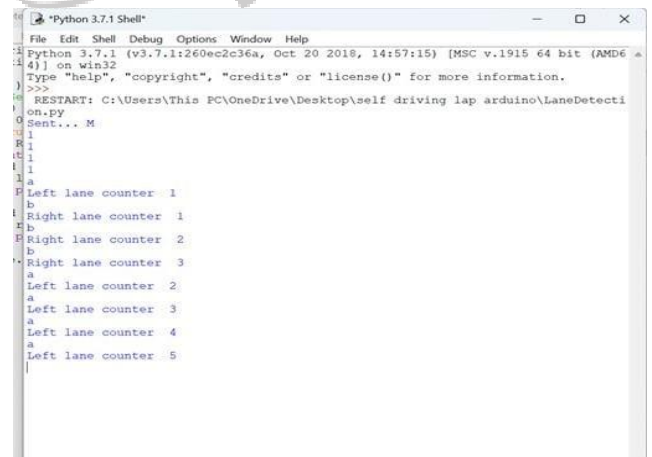 *Python 3.7.1 Shell*
File Edit Shell Debug Options Window Help
Python 3.7.1 (v3.7.1:260ec2c36a, Oct 20 2018, 14:57:15) [MSC v.1915 64 bit (AMD6
4)] on win32
Type "help", "copyright", "credits" or "license()" for more information.
>>>
RESTART: C:\Users\This PC\OneDrive\Desktop\self driving lap arduino\LaneDetecti
on.py
Sent... M
1
1
1
1
a
Left lane counter 1
b
Right lane counter 1
b
Right lane counter 2
b
Right lane counter 3
a
Left lane counter 2
a
Left lane counter 3
a
Left lane counter 4
a
Left lane counter 5